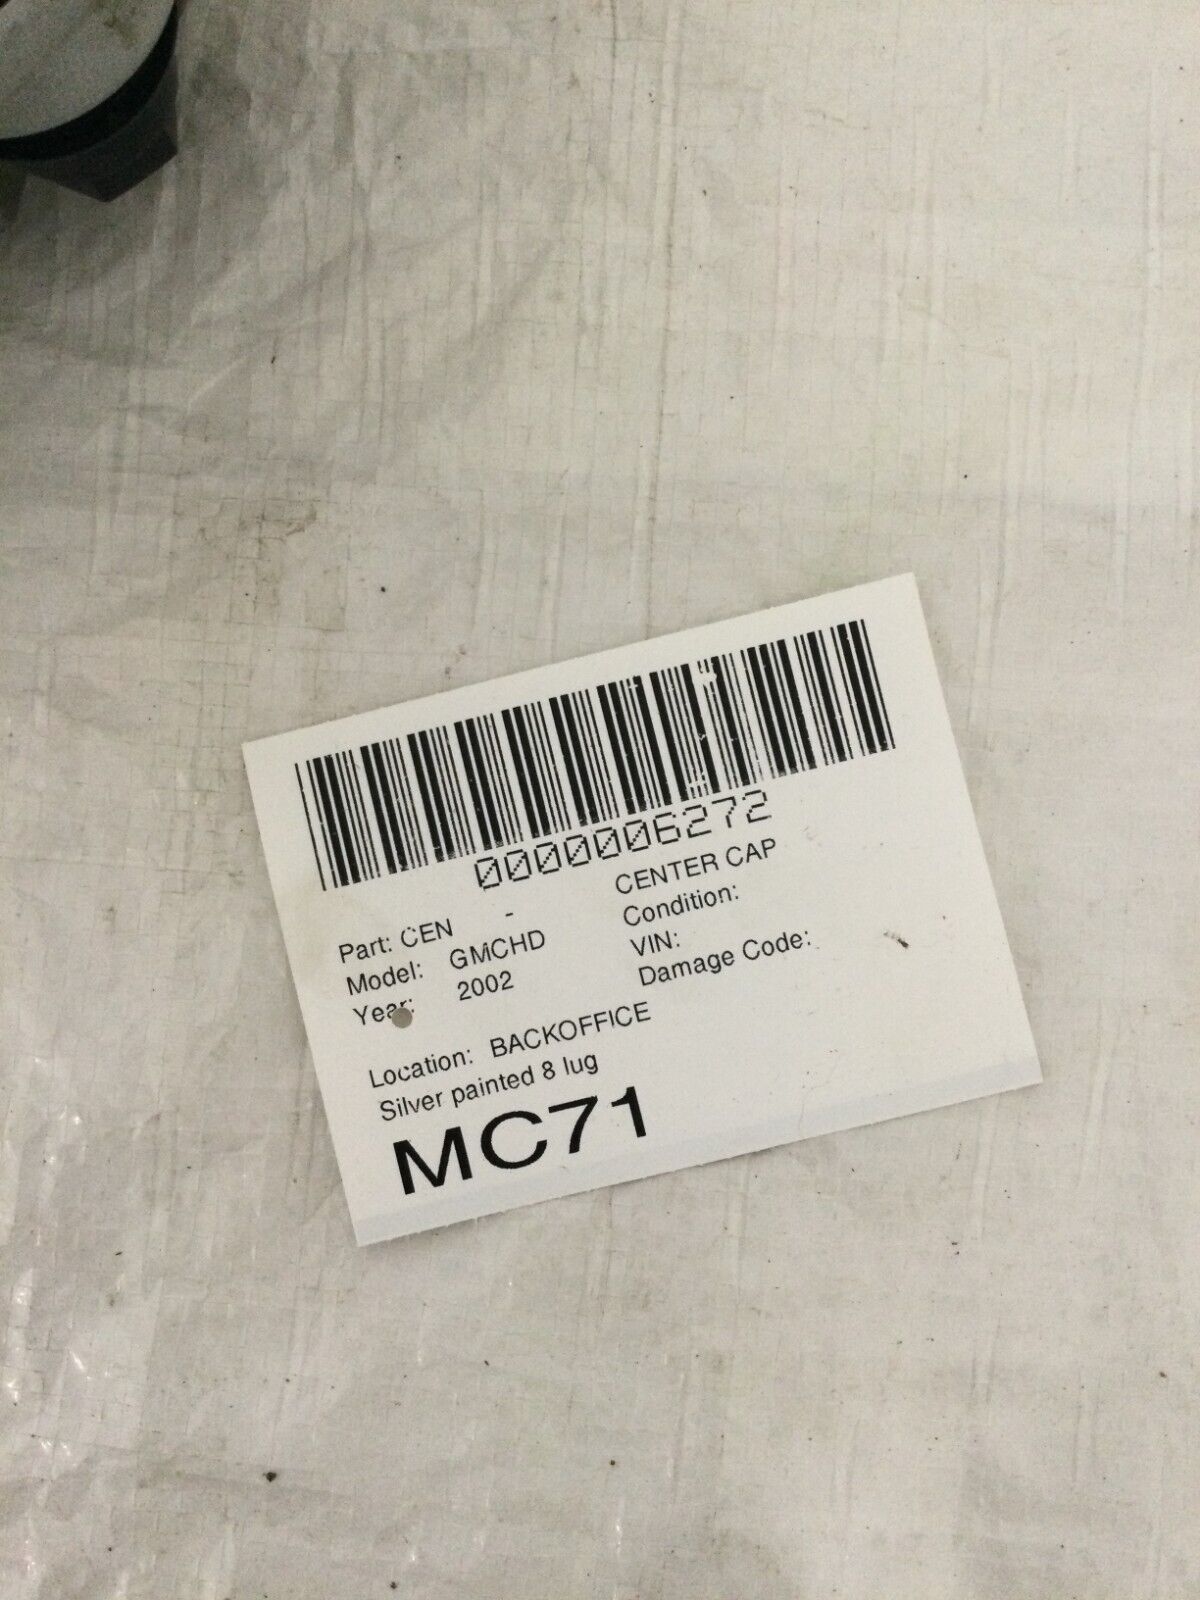 0000006272
Part: CEN - CENTER CAP
Model: GMCHD Condition:
Year: 2002 VIN:
Damage Code:
Location: BACKOFFICE
Silver painted 8 lug
MC71